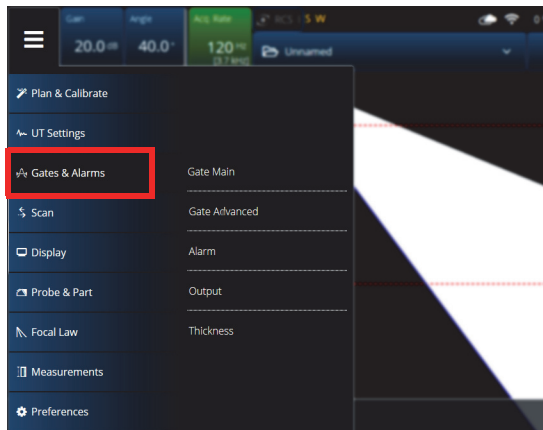 Gain
Angle
Acq. Rate
S W
20.0 dB
40.0 °
120 Hz
Unnamed
Plan & Calibrate
UT Settings
Gates & Alarms
Gate Main
Scan
Gate Advanced
Display
Alarm
Probe & Part
Output
Focal Law
Thickness
Measurements
Preferences